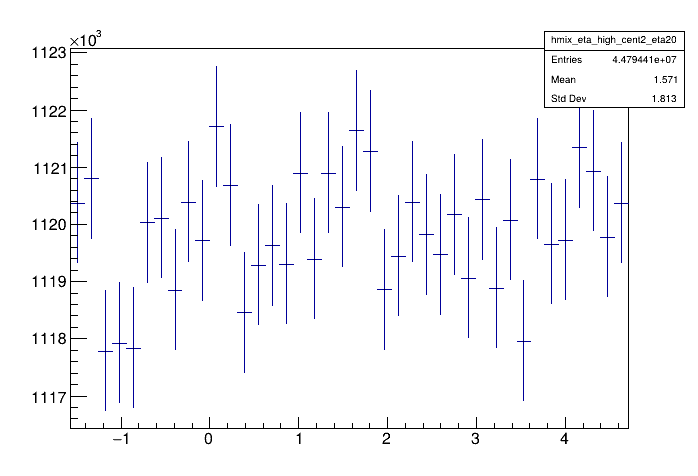 ×10³
hmix_eta_high_cent2_eta20
Entries 4.479441e+07
Mean 1.571
Std Dev 1.813
1123
1122
1121
1120
1119
1118
1117
−1 0 1 2 3 4